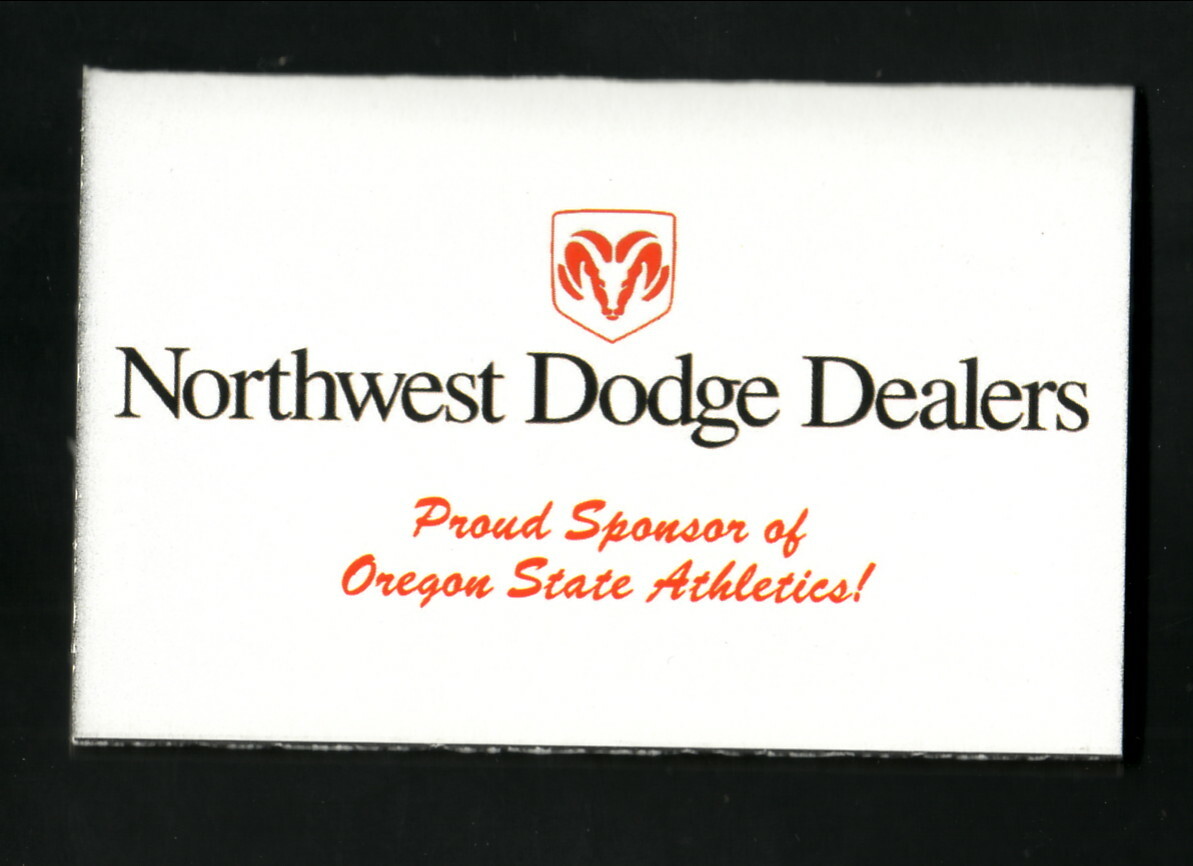 Northwest Dodge Dealers
Proud Sponsor of
Oregon State Athletics!